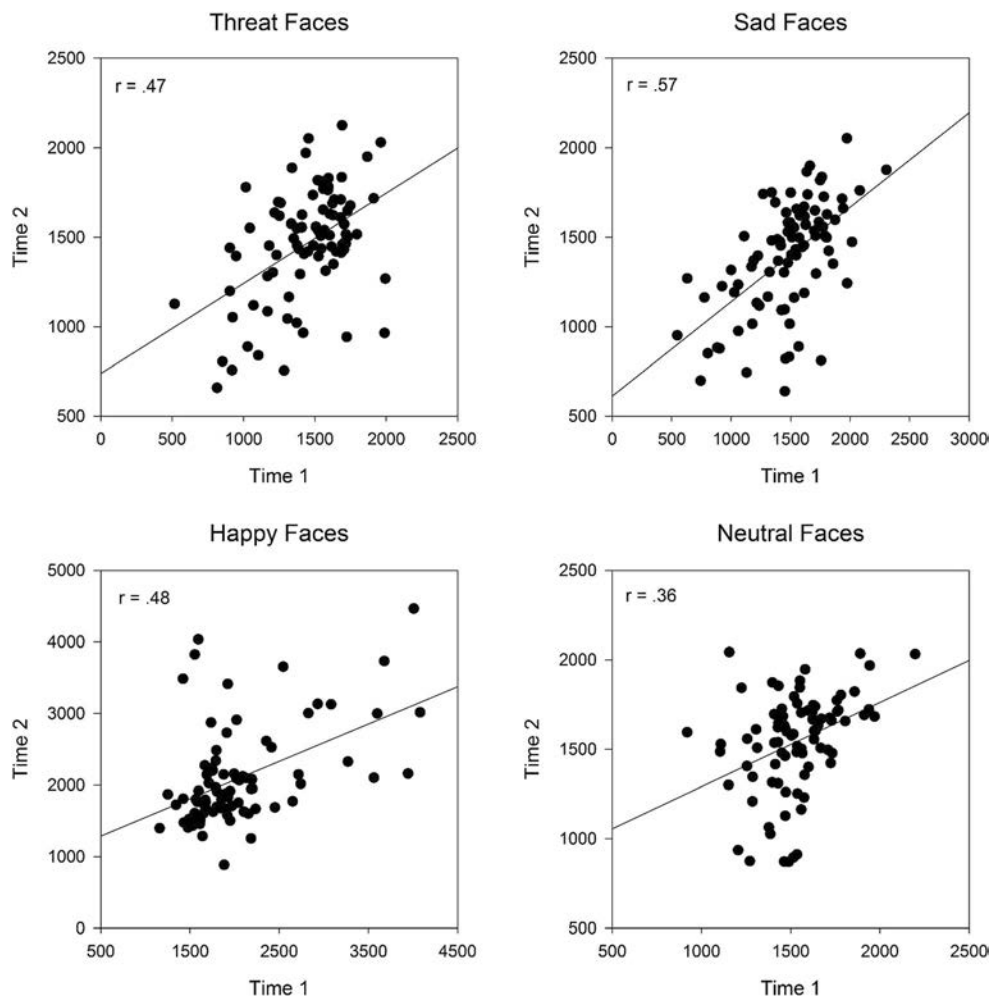 Threat Faces
r = .47
2500
2000
1500
1000
500
Time 2
0 500 1000 1500 2000 2500
Time 1
Sad Faces
r = .57
2500
2000
1500
1000
500
Time 2
0 500 1000 1500 2000 2500 3000
Time 1
Happy Faces
r = .48
5000
4000
3000
2000
1000
0
Time 2
500 1500 2500 3500 4500
Time 1
Neutral Faces
r = .36
2500
2000
1500
1000
500
Time 2
500 1000 1500 2000 2500
Time 1